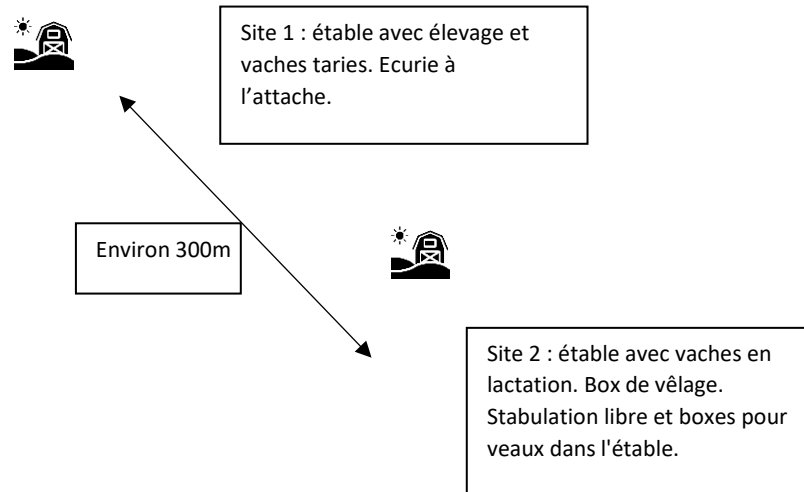 Site 1 : étable avec élevage et
vaches taries. Ecurie à
l’attache.
Environ 300m
Site 2 : étable avec vaches en
lactation. Box de vêlage.
Stabulation libre et boxes pour
veaux dans l'étable.